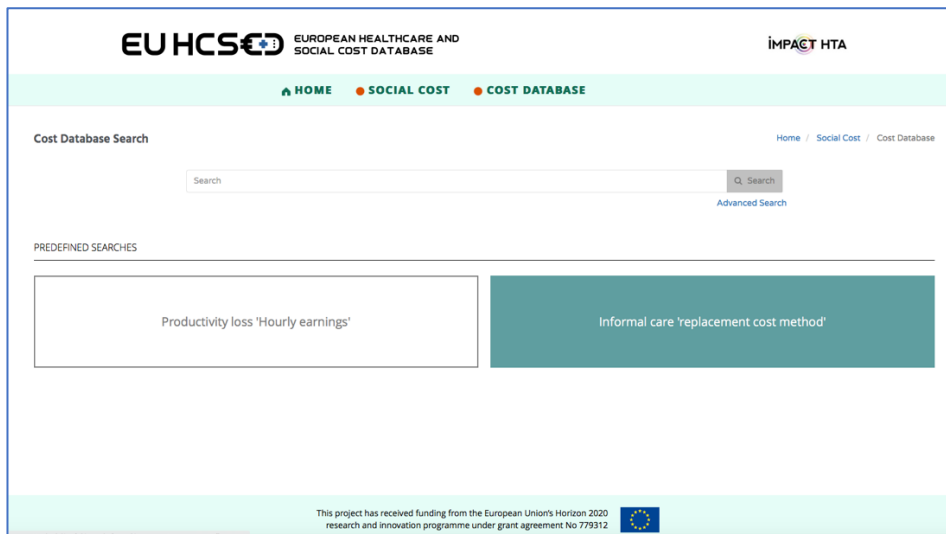 EU HCSCD EUROPEAN HEALTHCARE AND
SOCIAL COST DATABASE
IMPACT HTA
HOME SOCIAL COST COST DATABASE
Cost Database Search
Home / Social Cost / Cost Database
Search
Search
Advanced Search
PREDEFINED SEARCHES
Productivity loss 'Hourly earnings'
Informal care 'replacement cost method'
This project has received funding from the European Union's Horizon 2020
research and innovation programme under grant agreement No 779312